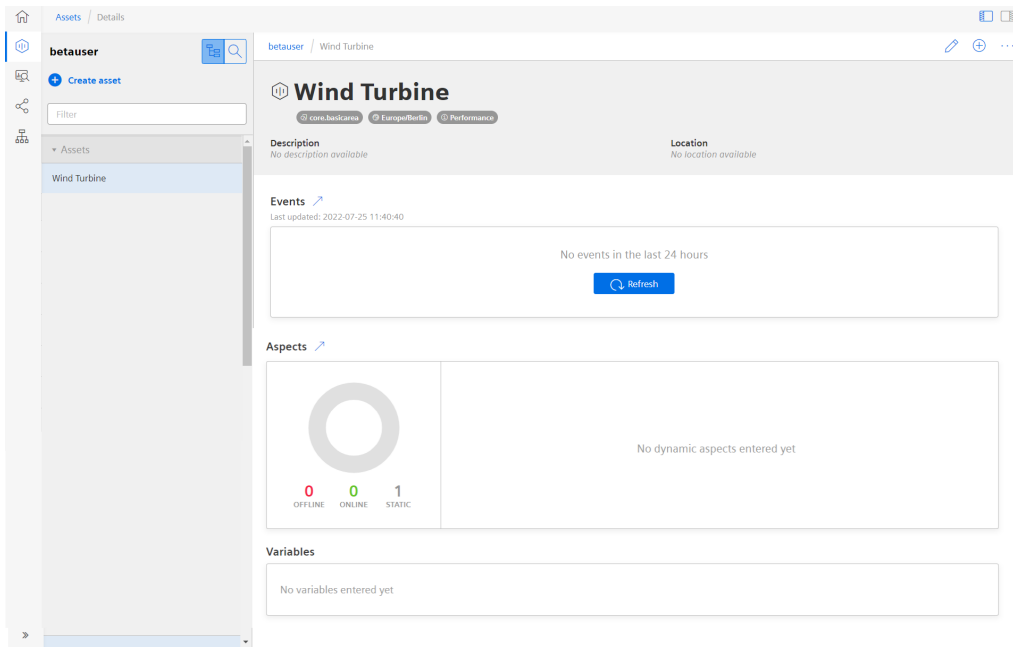 Assets / Details
betauser
Create asset
Filter
Assets
Wind Turbine
betauser / Wind Turbine
Wind Turbine
core.basicarea Europe/Berlin Performance
Description
No description available
Location
No location available
Events
Last updated: 2022-07-25 11:40:40
No events in the last 24 hours
Refresh
Aspects
0 0 1
OFFLINE ONLINE STATIC
No dynamic aspects entered yet
Variables
No variables entered yet